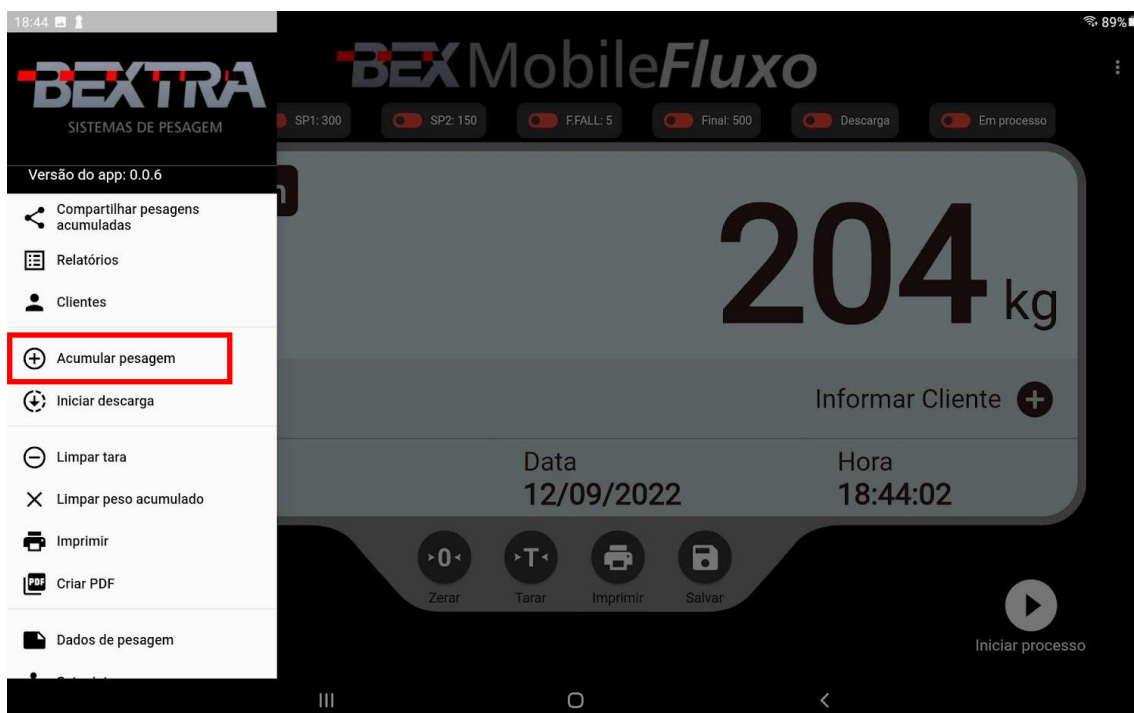 18:44
89%
BEXTRA
SISTEMAS DE PESAGEM
Versão do app: 0.0.6
Compartilhar pesagens
acumuladas
Relatórios
Clientes
Acumular pesagem
Iniciar descarga
Limpar tara
Limpar peso acumulado
Imprimir
PDF
Criar PDF
Dados de pesagem
BEX MobileFluxo
SP1: 300
SP2: 150
F.FALL: 5
Final: 500
Descarga
Em processo
204 kg
Informar Cliente
Data
12/09/2022
Hora
18:44:02
>0<
>T<
Zerar
Tarar
Imprimir
Salvar
Iniciar processo